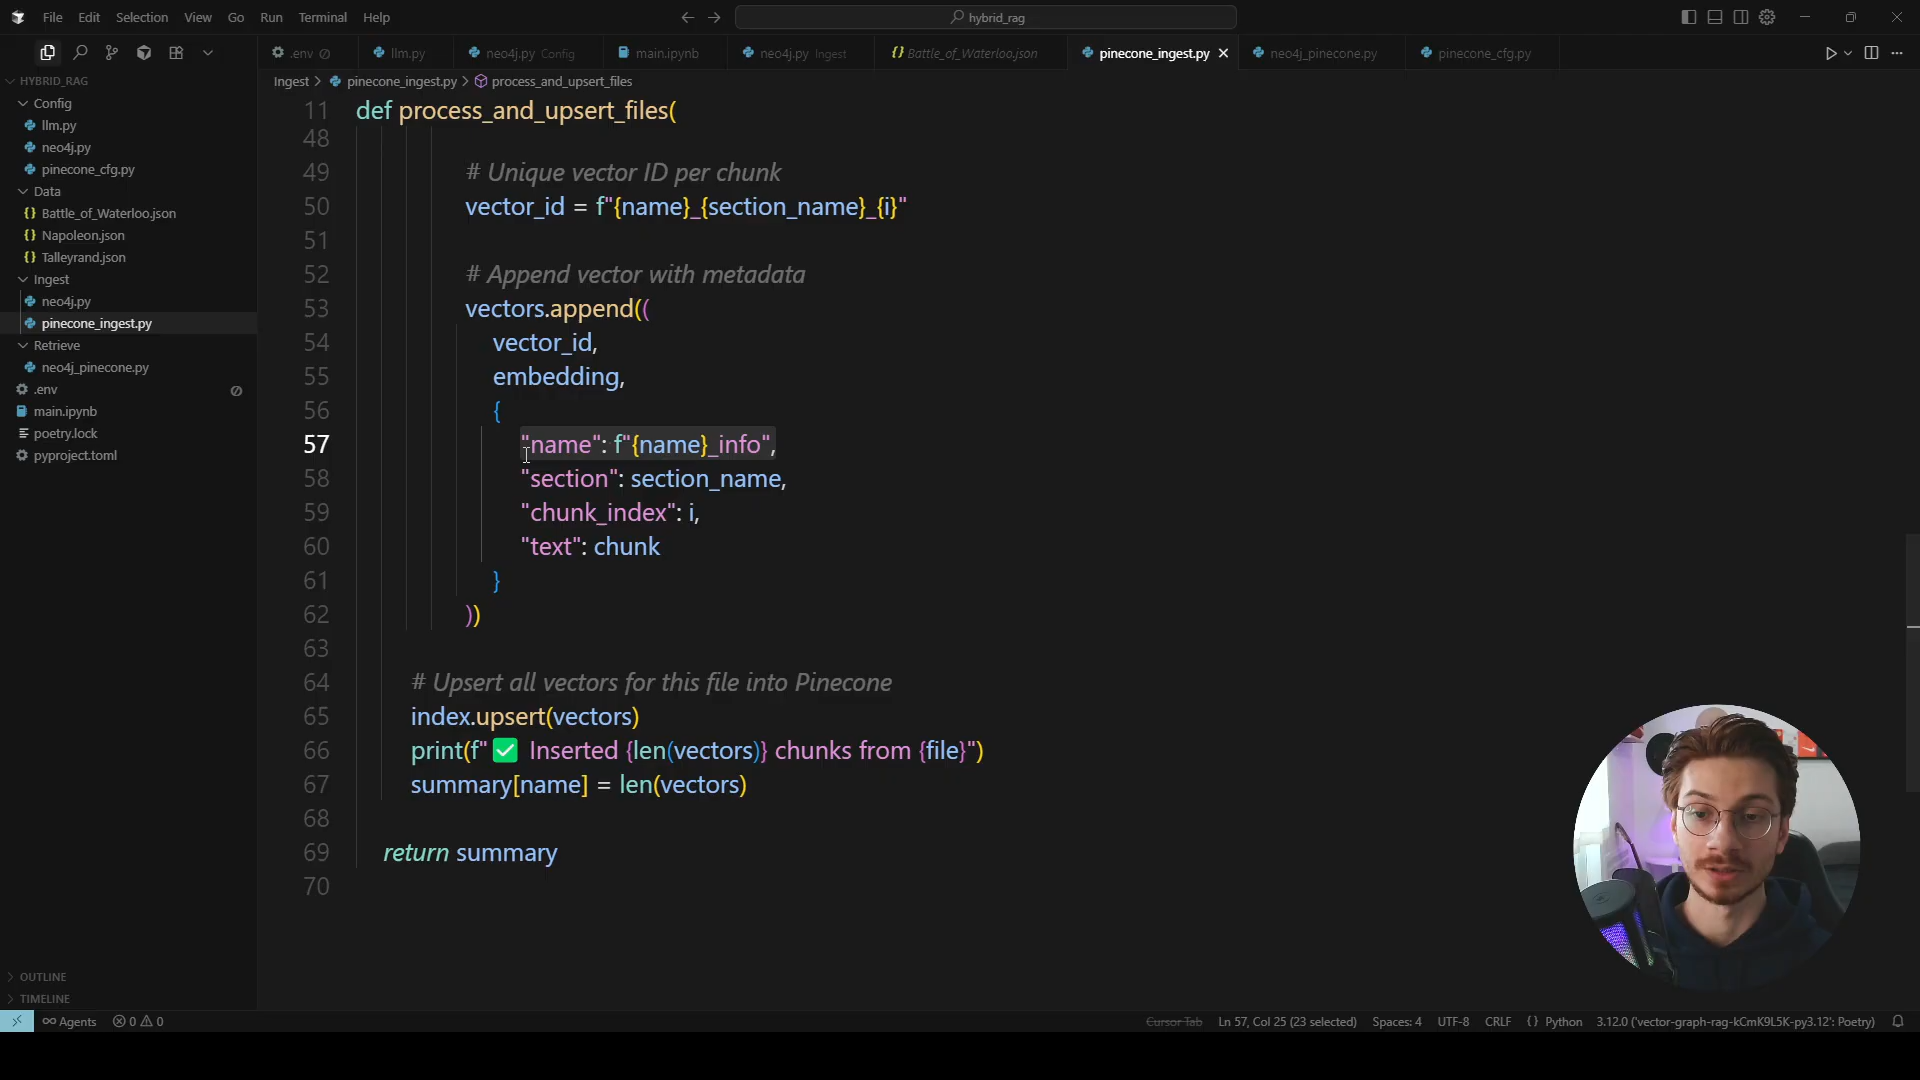 File Edit Selection View Go Run Terminal Help
hybrid_rag
.env
llm.py
neo4j.py Config
main.ipynb
neo4j.py Ingest
Battle_of_Waterloo.json
pinecone_ingest.py
neo4j_pinecone.py
pinecone_cfg.py
HYBRID_RAG
Config
llm.py
neo4j.py
pinecone_cfg.py
Data
Battle_of_Waterloo.json
Napoleon.json
Talleyrand.json
Ingest
neo4j.py
pinecone_ingest.py
Retrieve
neo4j_pinecone.py
.env
main.ipynb
poetry.lock
pyproject.toml
OUTLINE
TIMELINE
Ingest > pinecone_ingest.py > process_and_upsert_files
11 def process_and_upsert_files(
48
49 # Unique vector ID per chunk
50 vector_id = f"{name}_{section_name}_{i}"
51
52 # Append vector with metadata
53 vectors.append((
54 vector_id,
55 embedding,
56 {
57 "name": f"{name}_info",
58 "section": section_name,
59 "chunk_index": i,
60 "text": chunk
61 }
62 ))
63
64 # Upsert all vectors for this file into Pinecone
65 index.upsert(vectors)
66 print(f"✅ Inserted {len(vectors)} chunks from {file}")
67 summary[name] = len(vectors)
68
69 return summary
70
Agents 0 0 Cursor Tab Ln 57, Col 25 (23 selected) Spaces: 4 UTF-8 CRLF {} Python 3.12.0 ('vector-graph-rag-kCmK9L5K-py3.12': Poetry)